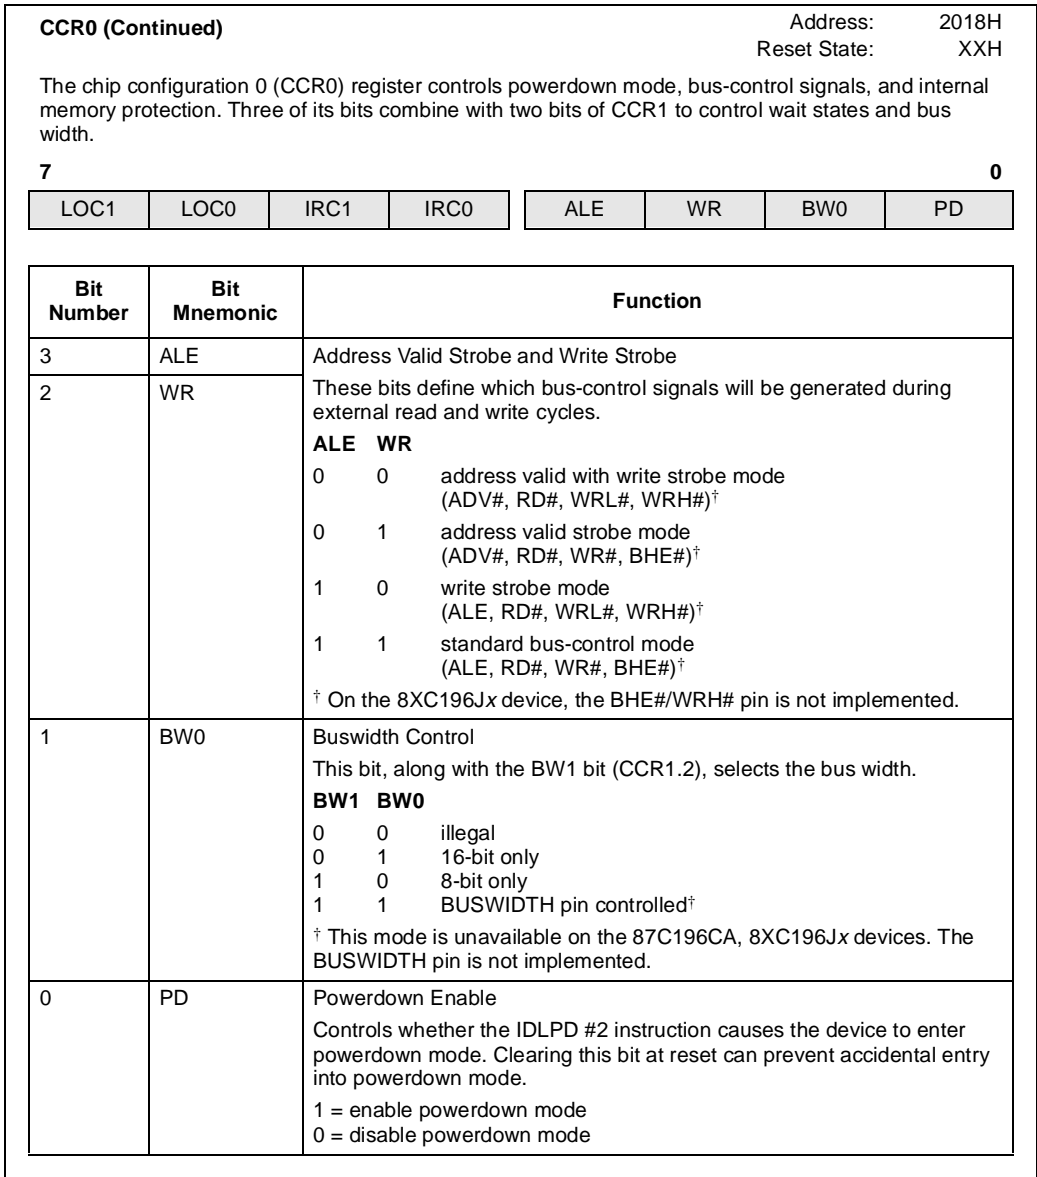 CCR0 (Continued) Address: 2018H
Reset State: XXH
The chip configuration 0 (CCR0) register controls powerdown mode, bus-control signals, and internal
memory protection. Three of its bits combine with two bits of CCR1 to control wait states and bus
width.
7 0
LOC1 LOC0 IRC1 IRC0 ALE WR BW0 PD
Bit Number Bit Mnemonic Function
3 ALE Address Valid Strobe and Write Strobe
2 WR These bits define which bus-control signals will be generated during
external read and write cycles.
ALE WR
0 0 address valid with write strobe mode
(ADV#, RD#, WRL#, WRH#)†
0 1 address valid strobe mode
(ADV#, RD#, WR#, BHE#)†
1 0 write strobe mode
(ALE, RD#, WRL#, WRH#)†
1 1 standard bus-control mode
(ALE, RD#, WR#, BHE#)†
† On the 8XC196Jx device, the BHE#/WRH# pin is not implemented.
1 BW0 Buswidth Control
This bit, along with the BW1 bit (CCR1.2), selects the bus width.
BW1 BW0
0 0 illegal
0 1 16-bit only
1 0 8-bit only
1 1 BUSWIDTH pin controlled†
† This mode is unavailable on the 87C196CA, 8XC196Jx devices. The
BUSWIDTH pin is not implemented.
0 PD Powerdown Enable
Controls whether the IDLPD #2 instruction causes the device to enter
powerdown mode. Clearing this bit at reset can prevent accidental entry
into powerdown mode.
1 = enable powerdown mode
0 = disable powerdown mode